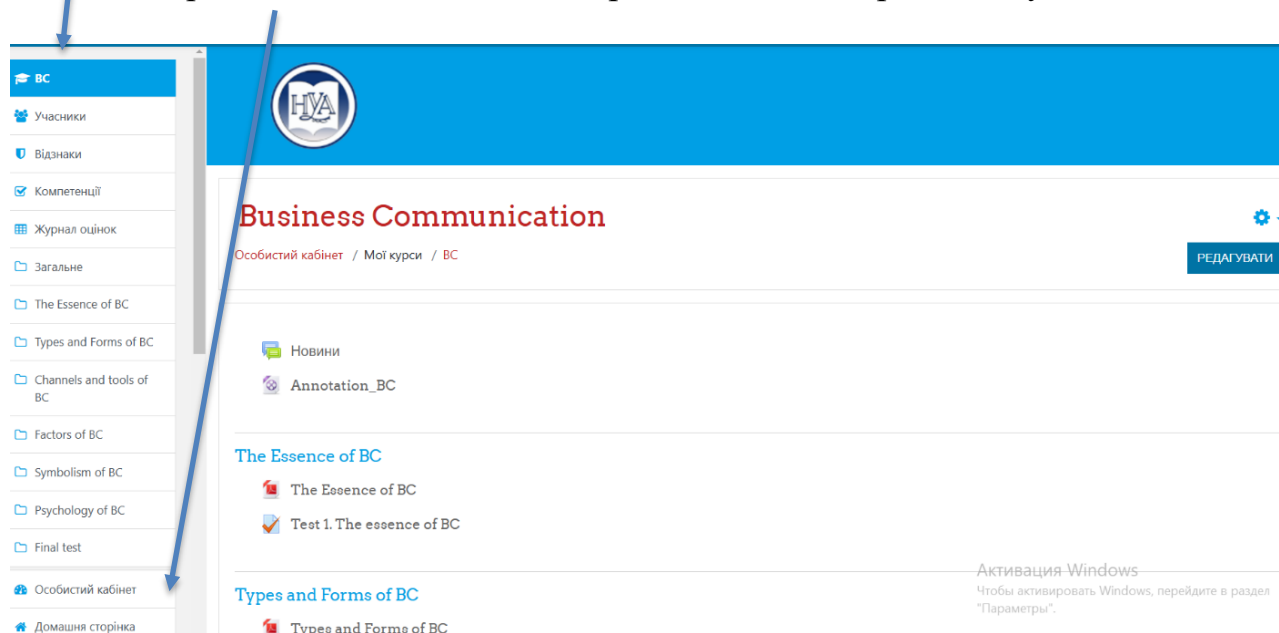 BC
Учасники
Відзнаки
Компетенції
Журнал оцінок
Загальне
The Essence of BC
Types and Forms of BC
Channels and tools of
BC
Factors of BC
Symbolism of BC
Psychology of BC
Final test
Особистий кабінет
Домашня сторінка
НУА
Business Communication
Особистий кабінет / Мої курси / BC
РЕДАГУВАТИ
Новини
Annotation_BC
The Essence of BC
The Essence of BC
Test 1. The essence of BC
Types and Forms of BC
Types and Forms of BC
Активация Windows
Чтобы активировать Windows, перейдите в раздел
"Параметры".